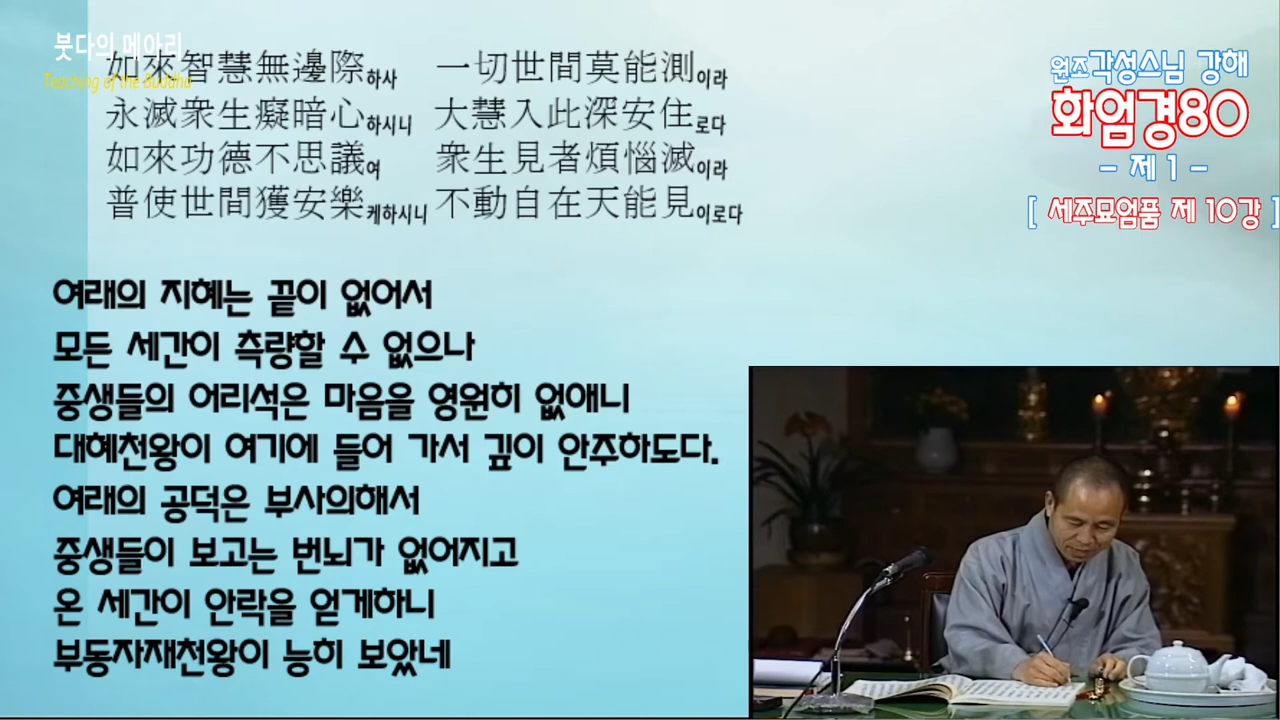 붓다의 메아리
Teaching of the Buddha
如來智慧無邊際하사 一切世間莫能測이라
永滅衆生癡暗心하시니 大慧入此深安住로다
如來功德不思議여 衆生見者煩惱滅이라
普使世間獲安樂케하시니 不動自在天能見이로다
여래의 지혜는 끝이 없어서
모든 세간이 측량할 수 없으나
중생들의 어리석은 마음을 영원히 없애니
대혜천왕이 여기에 들어 가서 깊이 안주하도다.
여래의 공덕은 부사의해서
중생들이 보고는 번뇌가 없어지고
온 세간이 안락을 얻게하니
부동자재천왕이 능히 보았네
원조각성스님 강해
화엄경80
- 제 1 -
[ 세주묘엄품 제 10강 ]